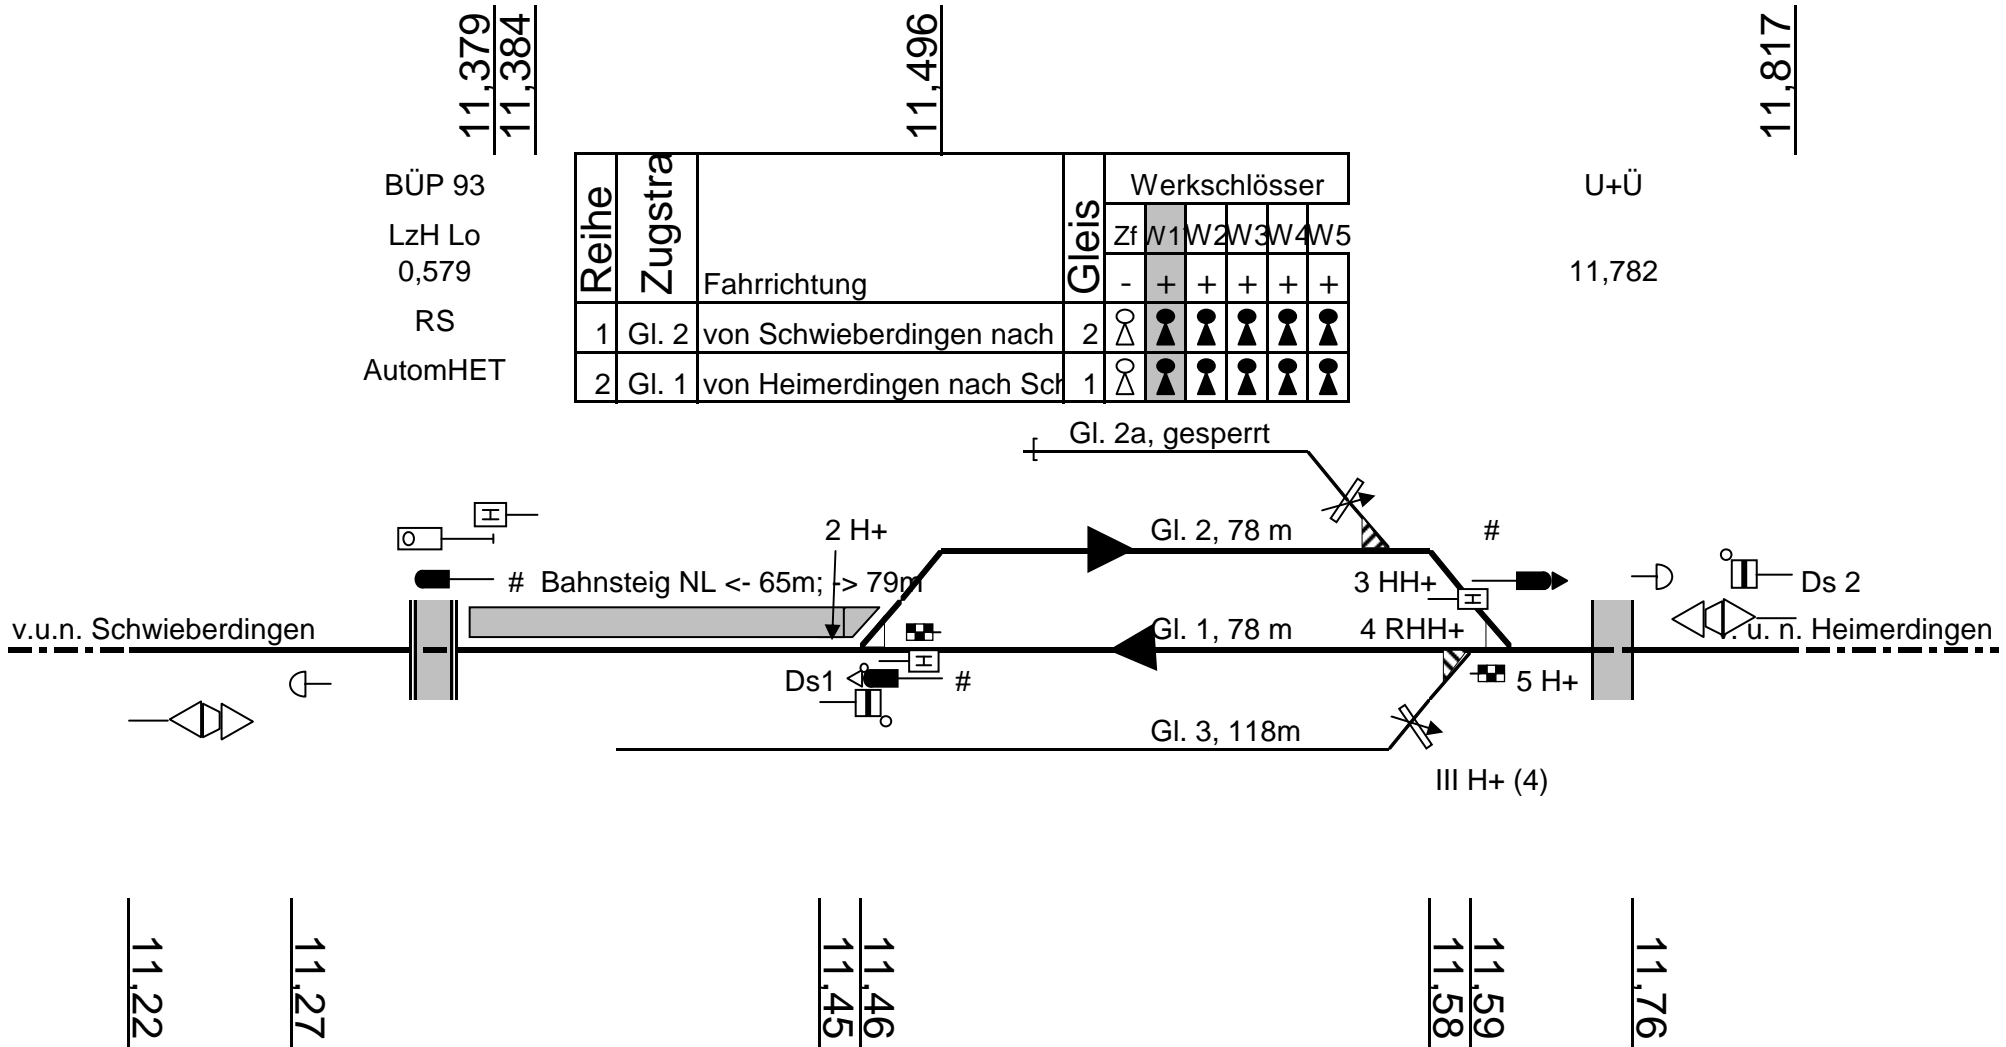 11,379
11,384
11,496
11,817
BÜP 93
LzH Lo
0,579
RS
AutomHET
Reihe
Zugstra
Fahrrichtung
Gleis
Werkschlösser
Zf W1 W2 W3 W4 W5
- + + + + +
1 Gl. 2 von Schwieberdingen nach 2
2 Gl. 1 von Heimerdingen nach Sch 1
U+Ü
11,782
Gl. 2a, gesperrt
H
2 H+
Gl. 2, 78 m
#
# Bahnsteig NL <- 65m; -> 79m
3 HH+
H
Ds 2
v.u.n. Schwieberdingen
Gl. 1, 78 m
4 RHH+
v. u. n. Heimerdingen
H
Ds1
#
5 H+
Gl. 3, 118m
III H+ (4)
11,22
11,27
11,45
11,46
11,58
11,59
11,76